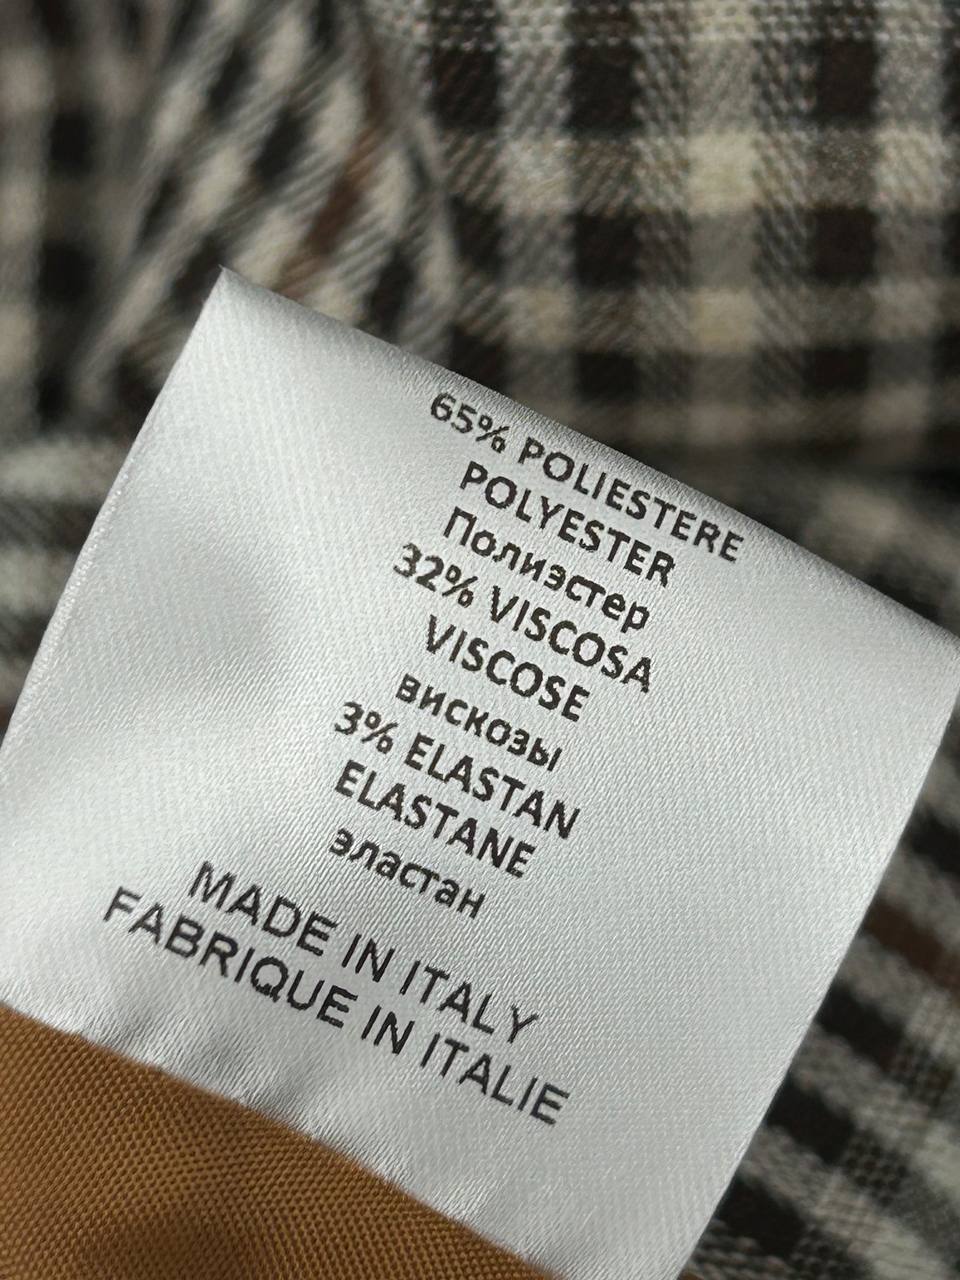 65% POLIESTERE
POLYESTER
Полиэстер
32% VISCOSA
VISCOSE
вискозы
3% ELASTAN
ELASTANE
эластан
MADE IN ITALY
FABRIQUE IN ITALIE